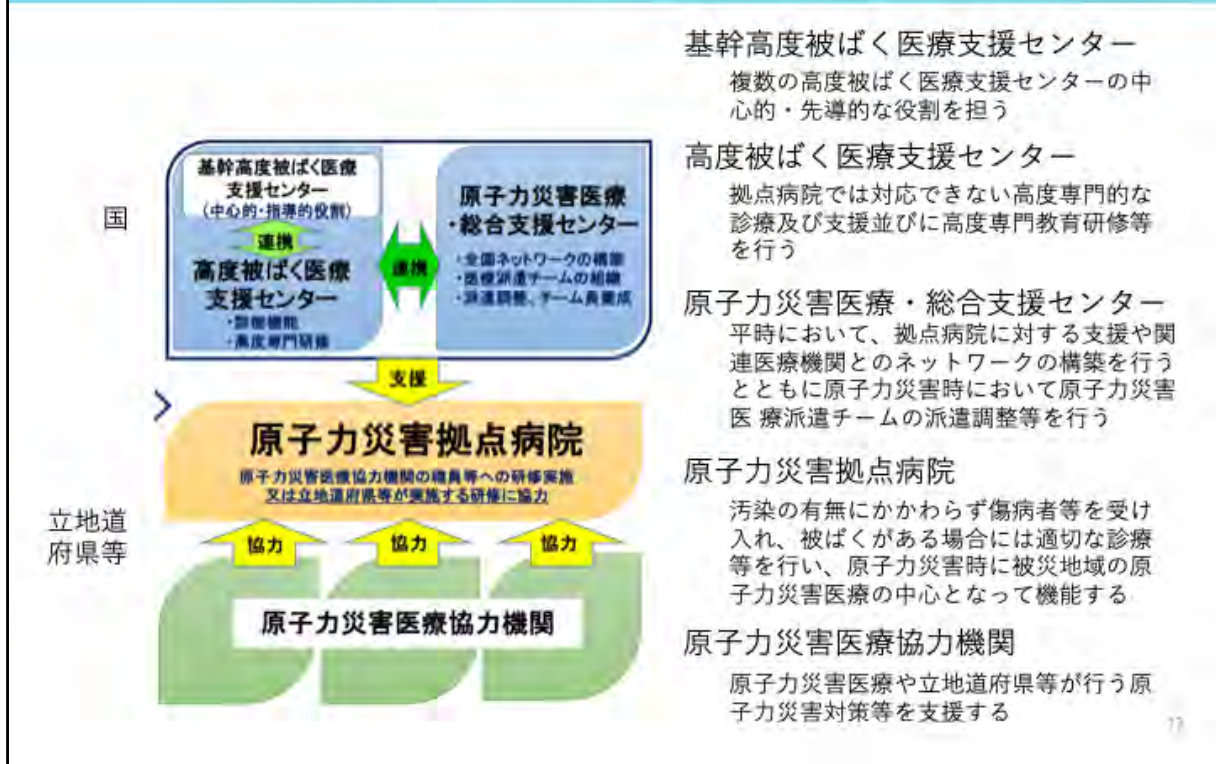 国
立地道
府県等
基幹高度被ばく医療
支援センター
(中心的・指導的役割)
連携
高度被ばく医療
支援センター
・診療機能
・高度専門研修
連携
原子力災害医療
・総合支援センター
・全国ネットワークの構築
・医療派遣チームの組織
・派遣調整、チーム員養成
支援
原子力災害拠点病院
原子力災害医療協力機関の職員等への研修実施
又は立地道府県等が実施する研修に協力
協力
協力
協力
原子力災害医療協力機関
基幹高度被ばく医療支援センター
複数の高度被ばく医療支援センターの中
心的・先導的な役割を担う
高度被ばく医療支援センター
拠点病院では対応できない高度専門的な
診療及び支援並びに高度専門教育研修等
を行う
原子力災害医療・総合支援センター
平時において、拠点病院に対する支援や関
連医療機関とのネットワークの構築を行う
とともに原子力災害時において原子力災害
医 療派遣チームの派遣調整等を行う
原子力災害拠点病院
汚染の有無にかかわらず傷病者等を受け
入れ、被ばくがある場合には適切な診療
等を行い、原子力災害時に被災地域の原
子力災害医療の中心となって機能する
原子力災害医療協力機関
原子力災害医療や立地道府県等が行う原
子力災害対策等を支援する